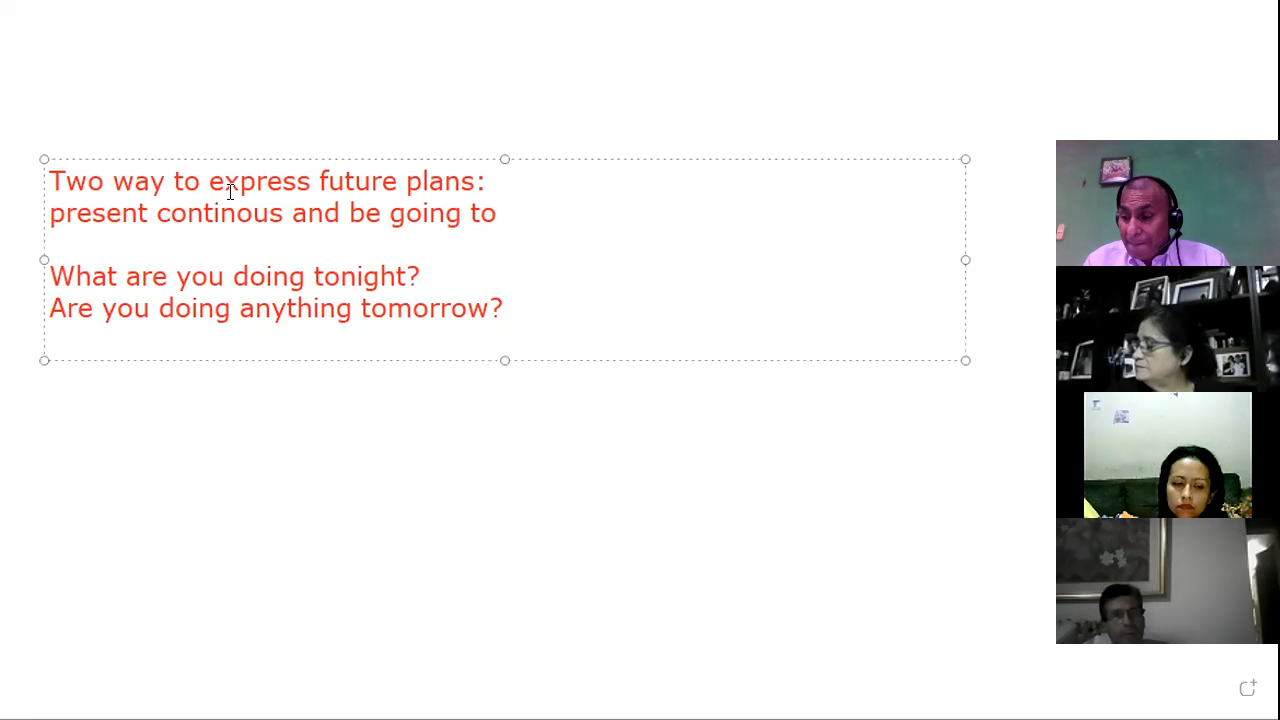 Two way to express future plans:
present continous and be going to
What are you doing tonight?
Are you doing anything tomorrow?